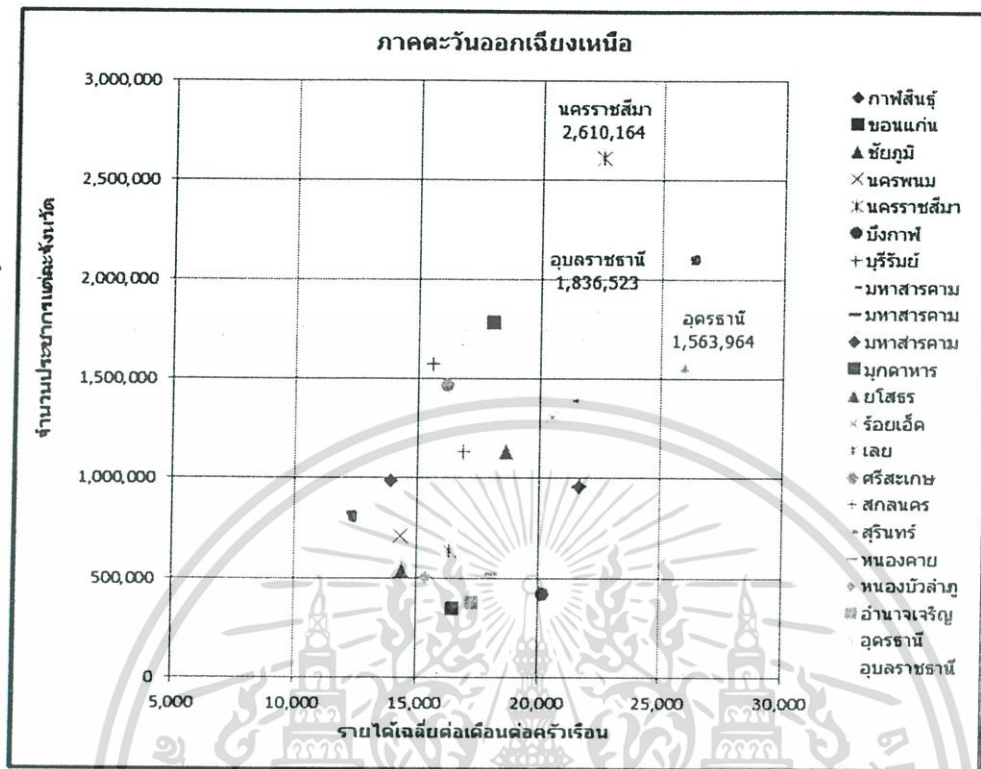 ภาคตะวันออกเฉียงเหนือ
จำนวนประชากรแต่ละจังหวัด
3,000,000
2,500,000
2,000,000
1,500,000
1,000,000
500,000
0
นครราชสีมา
2,610,164
อุบลราชธานี
1,836,523
อุดรธานี
1,563,964
กาฬสินธุ์
ขอนแก่น
ชัยภูมิ
นครพนม
นครราชสีมา
บึงกาฬ
บุรีรัมย์
มหาสารคาม
มหาสารคาม
มหาสารคาม
มุกดาหาร
ยโสธร
ร้อยเอ็ด
เลย
ศรีสะเกษ
สกลนคร
สุรินทร์
หนองคาย
หนองบัวลำภู
อำนาจเจริญ
อุดรธานี
อุบลราชธานี
5,000 10,000 15,000 20,000 25,000 30,000
รายได้เฉลี่ยต่อเดือนต่อครัวเรือน